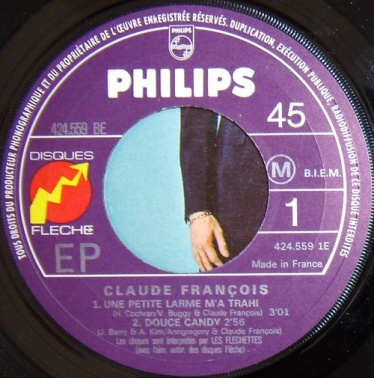 TOUS DROITS DU PRODUCTEUR PHONOGRAPHIQUE ET DU PROPRIÉTAIRE DE L'ŒUVRE ENREGISTRÉE RÉSERVÉS. DUPLICATION, EXÉCUTION PUBLIQUE, RADIODIFFUSION DE CE DISQUE INTERDITES
PHILIPS
PHILIPS
424.559 BE
45
DISQUES
FLECHE
EP
M B.I.E.M.
1
424.559 1E
Made in France
CLAUDE FRANÇOIS
1. UNE PETITE LARME M'A TRAHI
(H. Cochran/V. Buggy & Claude François) 3'01
2. DOUCE CANDY 2'56
(J. Barry & A. Kim/Anngregory & Claude François)
Les chœurs sont interprétés par LES FLECHETTES
(avec l'aim. autor. des disques Flèche)